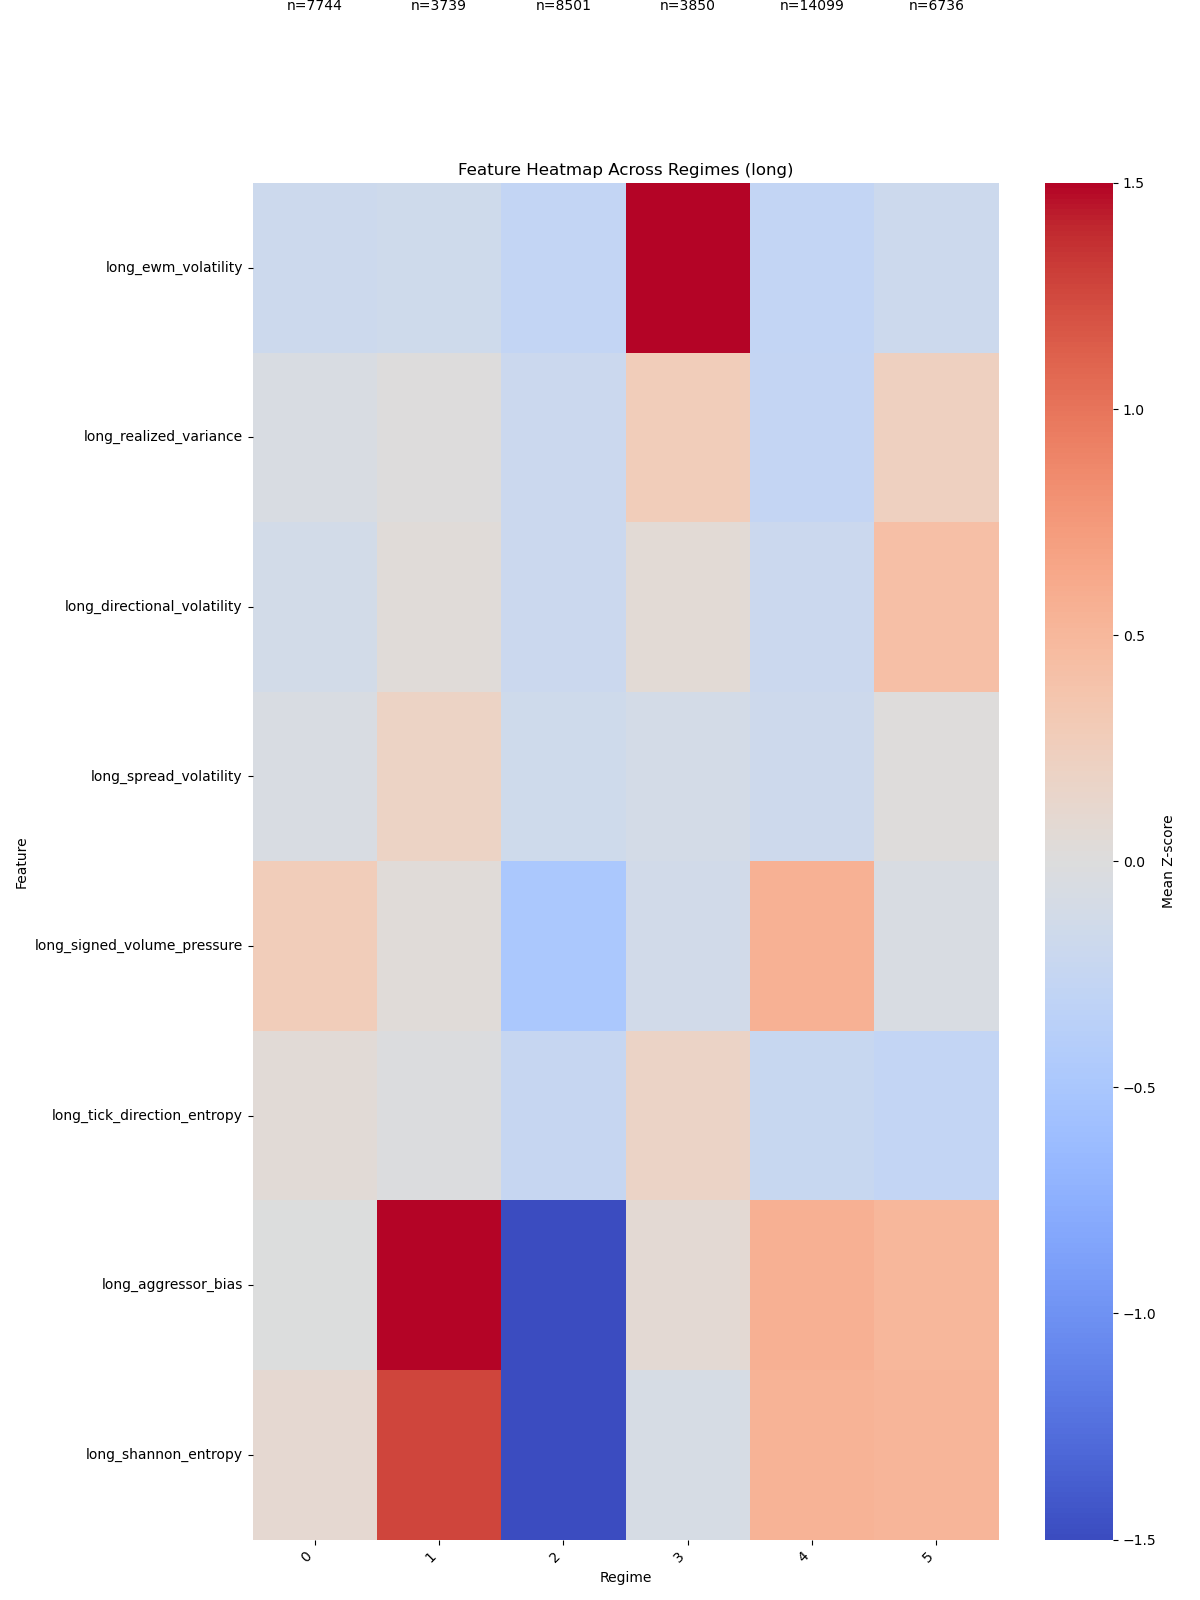 n=7744 n=3739 n=8501 n=3850 n=14099 n=6736
Feature Heatmap Across Regimes (long)
long_ewm_volatility
long_realized_variance
long_directional_volatility
long_spread_volatility
long_signed_volume_pressure
long_tick_direction_entropy
long_aggressor_bias
long_shannon_entropy
Feature
0 1 2 3 4 5
Regime
1.5
1.0
0.5
0.0
−0.5
−1.0
−1.5
Mean Z-score